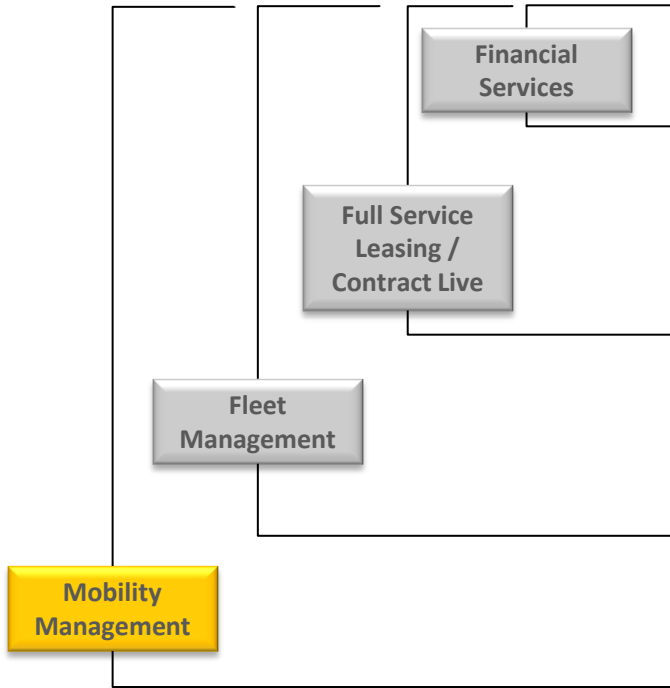 Financial
Services
Full Service
Leasing /
Contract Live
Fleet
Management
Mobility
Management